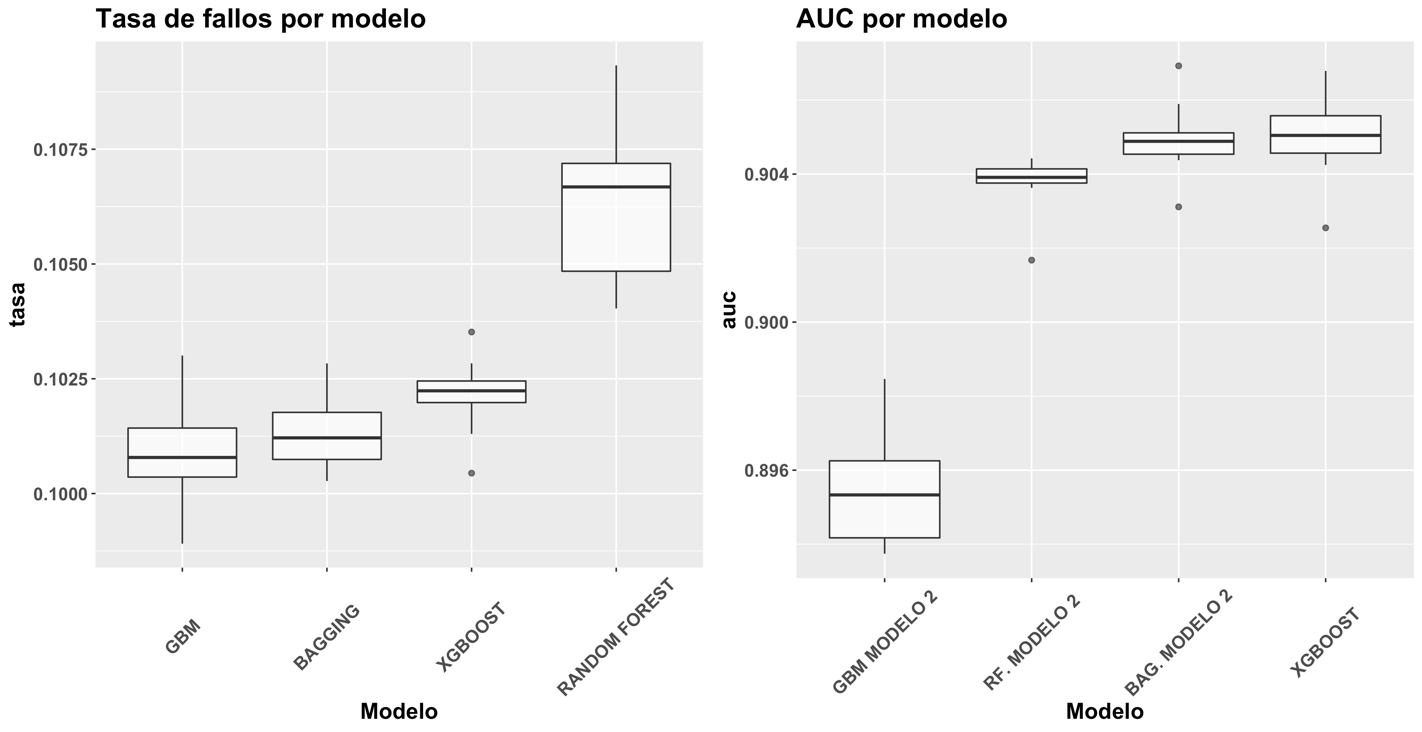 Tasa de fallos por modelo
tasa
0.1075
0.1050
0.1025
0.1000
GBM
BAGGING
XGBOOST
RANDOM FOREST
Modelo
AUC por modelo
auc
0.904
0.900
0.896
GBM MODELO 2
RF. MODELO 2
BAG. MODELO 2
XGBOOST
Modelo